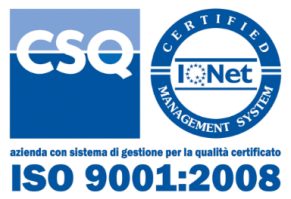 CSQ
CERTIFIED
IQNet
MANAGEMENT SYSTEM
azienda con sistema di gestione per la qualità certificato
ISO 9001:2008